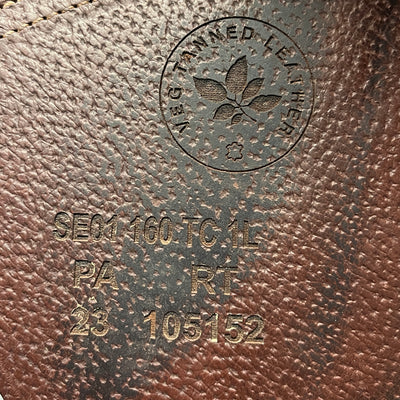 VEG TANNED LEATHER
SE01 160 TC 1L
PA RT
23 105152